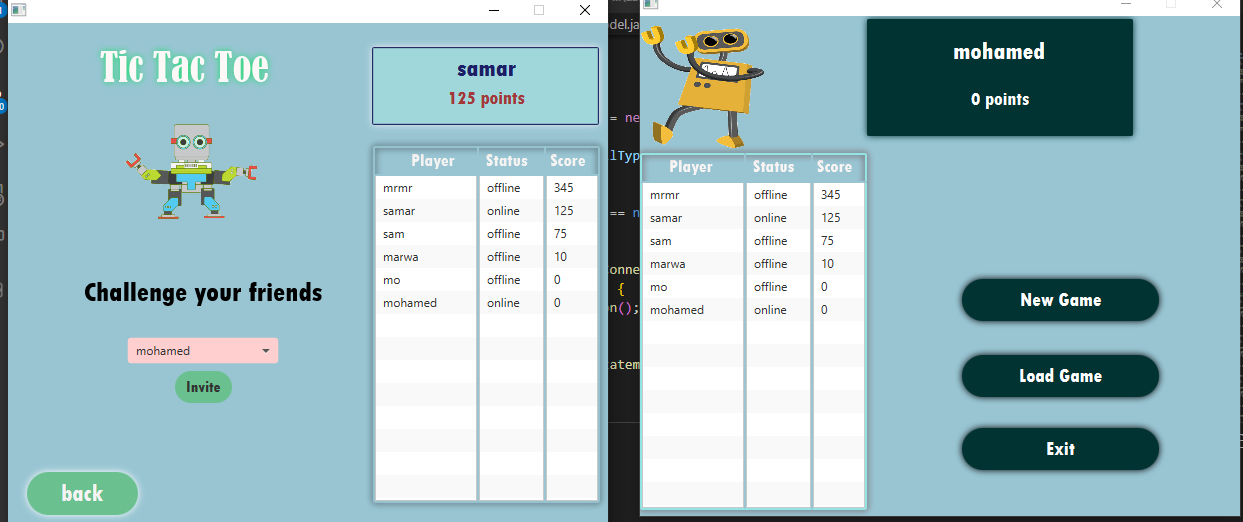 Tic Tac Toe
samar
125 points
Player Status Score
mrmr offline 345
samar online 125
sam offline 75
marwa offline 10
mo offline 0
mohamed online 0
Challenge your friends
mohamed
Invite
back
del.ja
= ne
lTyp
== n
onne
{
n();
atem
mohamed
0 points
Player Status Score
mrmr offline 345
samar online 125
sam offline 75
marwa offline 10
mo offline 0
mohamed online 0
New Game
Load Game
Exit